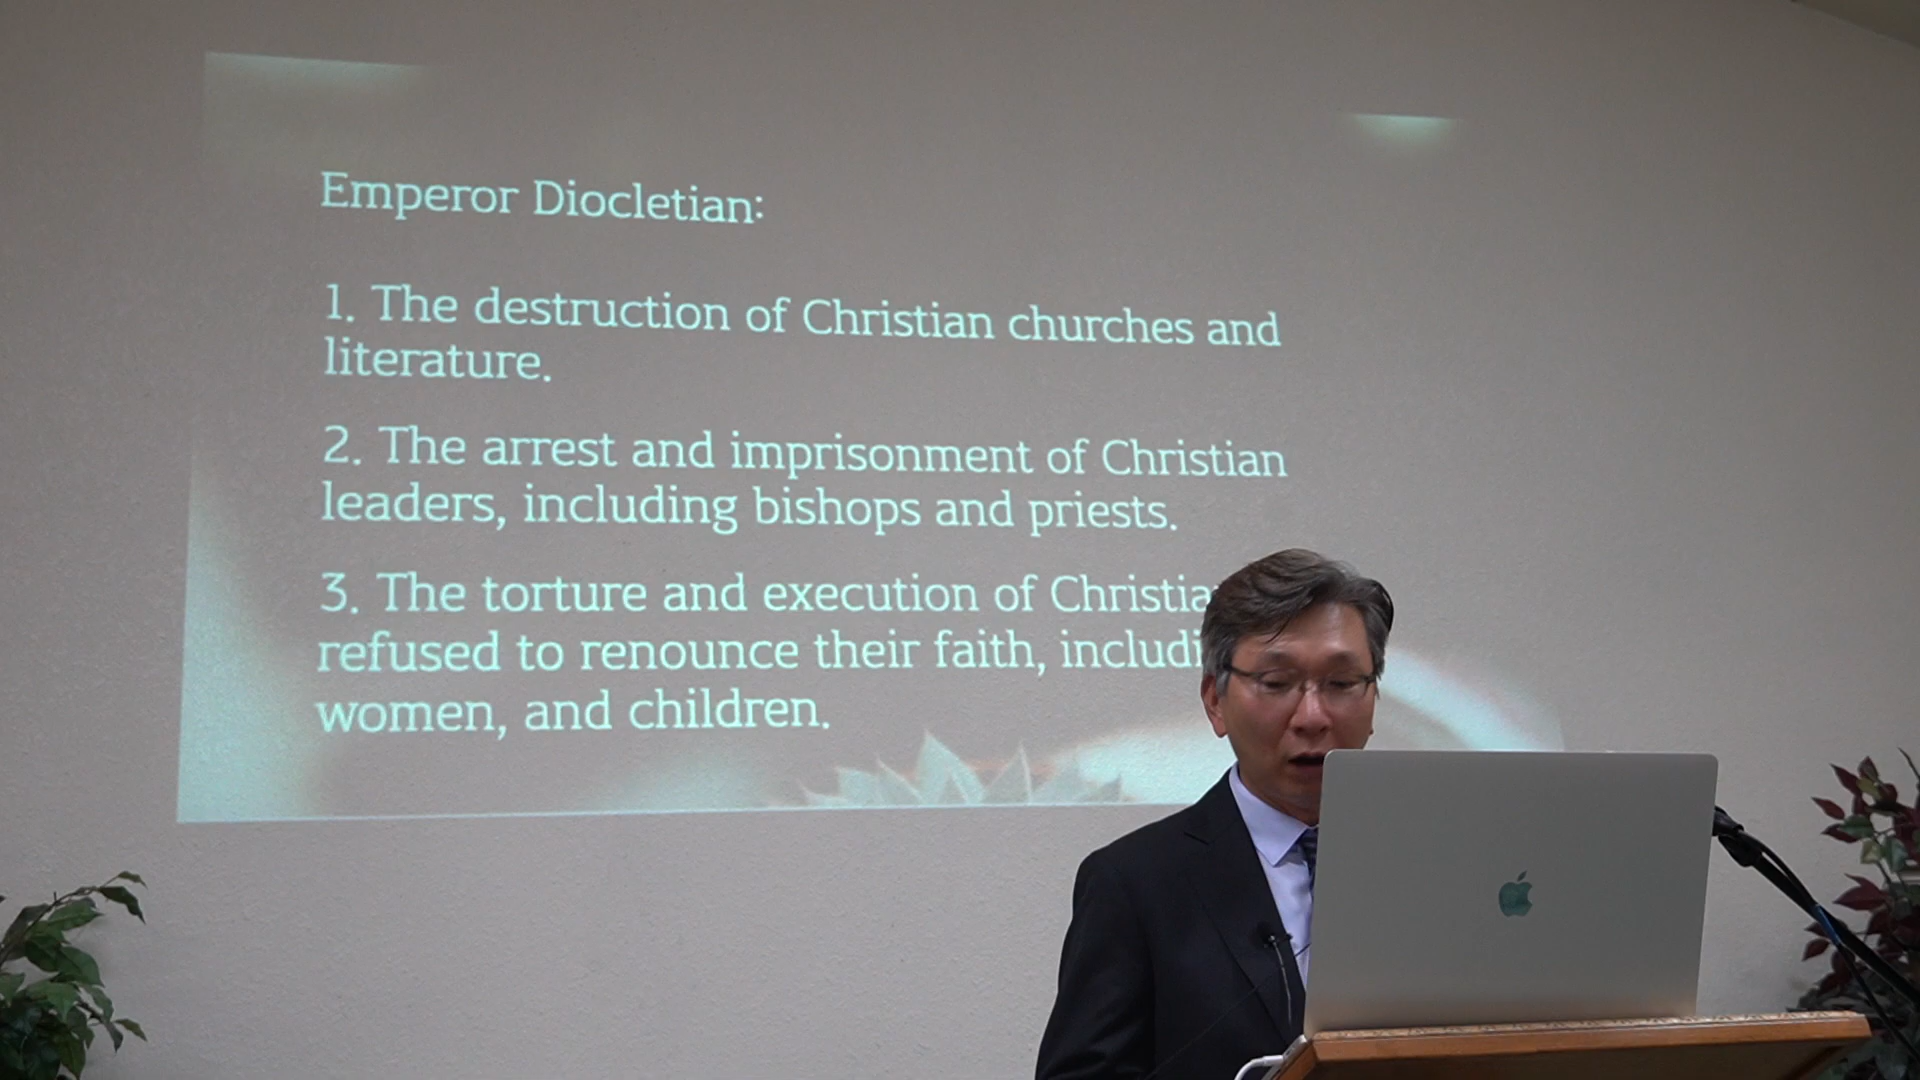 Emperor Diocletian:
1. The destruction of Christian churches and
literature.
2. The arrest and imprisonment of Christian
leaders, including bishops and priests.
3. The torture and execution of
refused to renounce their faith,
women, and children.